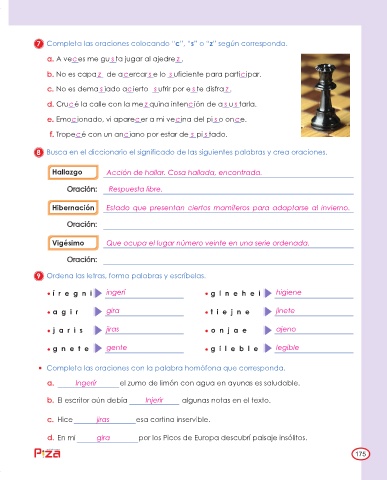 7 Completa las oraciones colocando "c", "s" o "z" según corresponda.
a. A veces me gusta jugar al ajedrez.
b. No es capaz de acercarse lo suficiente para participar.
c. No es demasiado acierto sufrir por este disfraz.
d. Crucé la calle con la mezquina intención de asustarla.
e. Emocionado, vi aparecer a mi vecina del piso once.
f. Tropecé con un anciano por estar despistado.
8 Busca en el diccionario el significado de las siguientes palabras y crea oraciones.
Hallazgo Acción de hallar. Cosa hallada, encontrada.
Oración: Respuesta libre.
Hibernación Estado que presentan ciertos mamíferos para adaptarse al invierno.
Oración:
Vigésimo Que ocupa el lugar número veinte en una serie ordenada.
Oración:
9 Ordena las letras, forma palabras y escríbelas.
• i r e g n i ingerí • g i n e h e i higiene
• a g i r gira • t i e j n e jinete
• j a r i s jiras • o n j a e ajeno
• g n e t e gente • g i l e b l e legible
• Completa las oraciones con la palabra homófona que corresponda.
a. Ingerir el zumo de limón con agua en ayunas es saludable.
b. El escritor aún debía Injerir algunas notas en el texto.
c. Hice jiras esa cortina inservible.
d. En mi gira por los Picos de Europa descubrí paisaje insólitos.
Piza 175